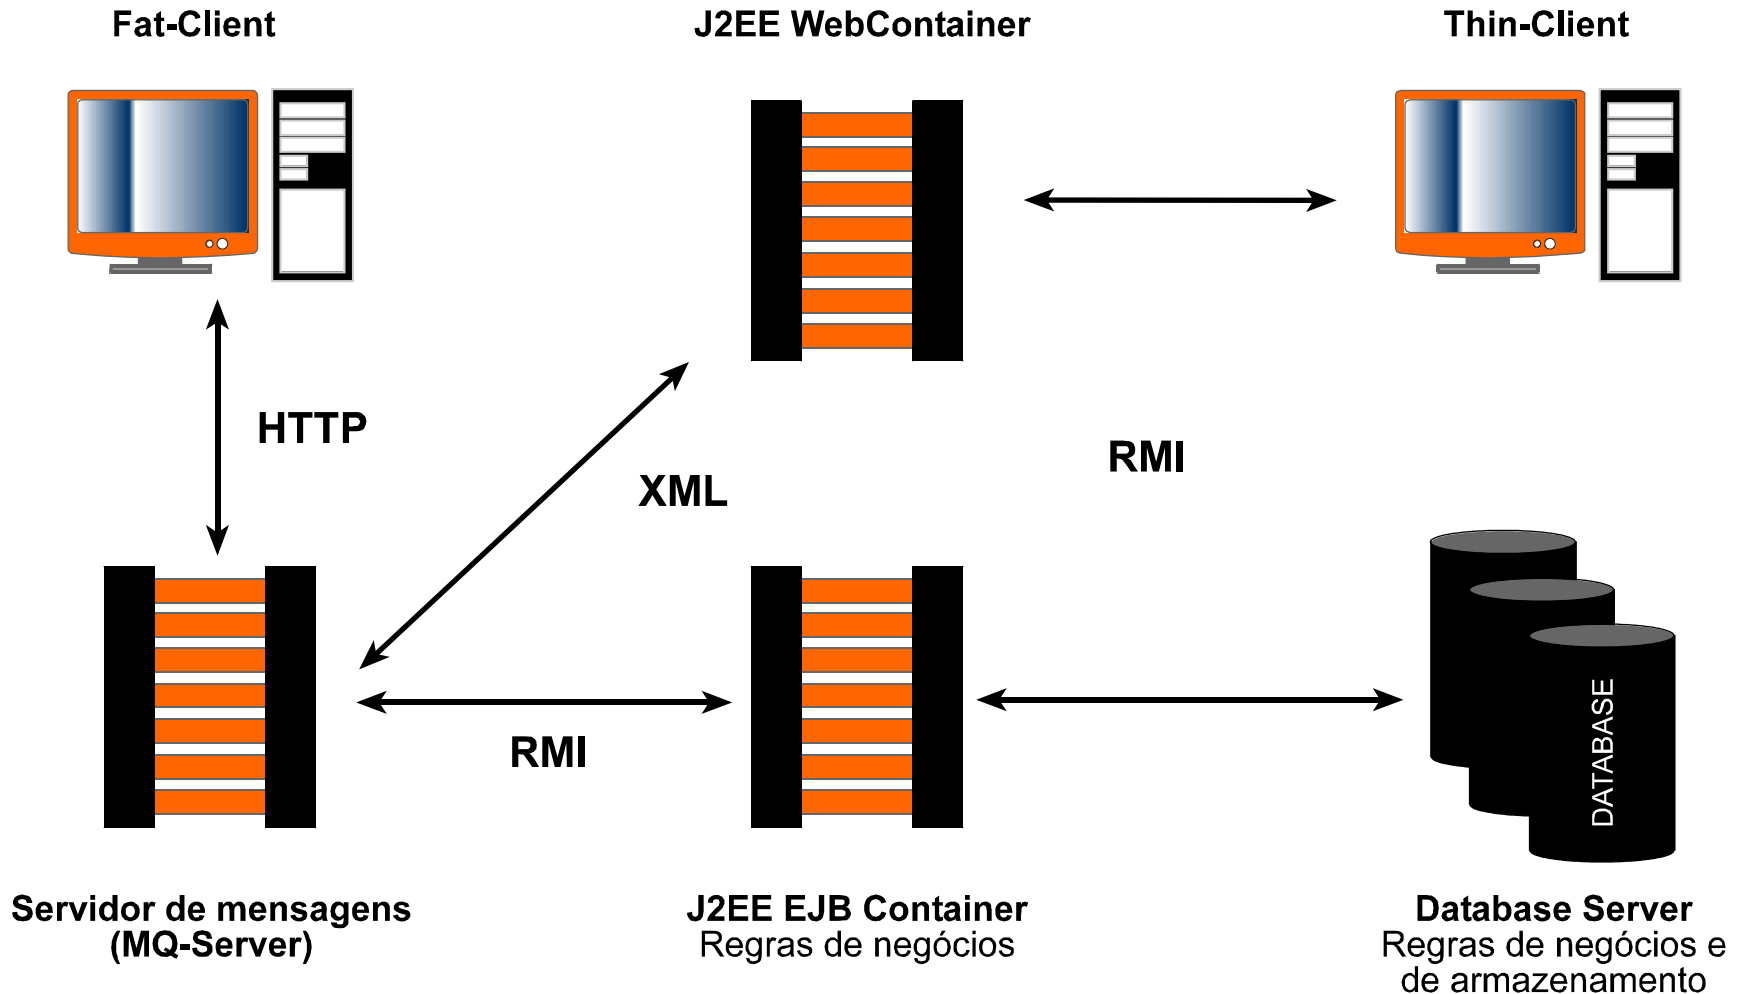 Fat-Client
J2EE WebContainer
Thin-Client
HTTP
XML
RMI
RMI
DATABASE
Servidor de mensagens
(MQ-Server)
J2EE EJB Container
Regras de negócios
Database Server
Regras de negócios e
de armazenamento